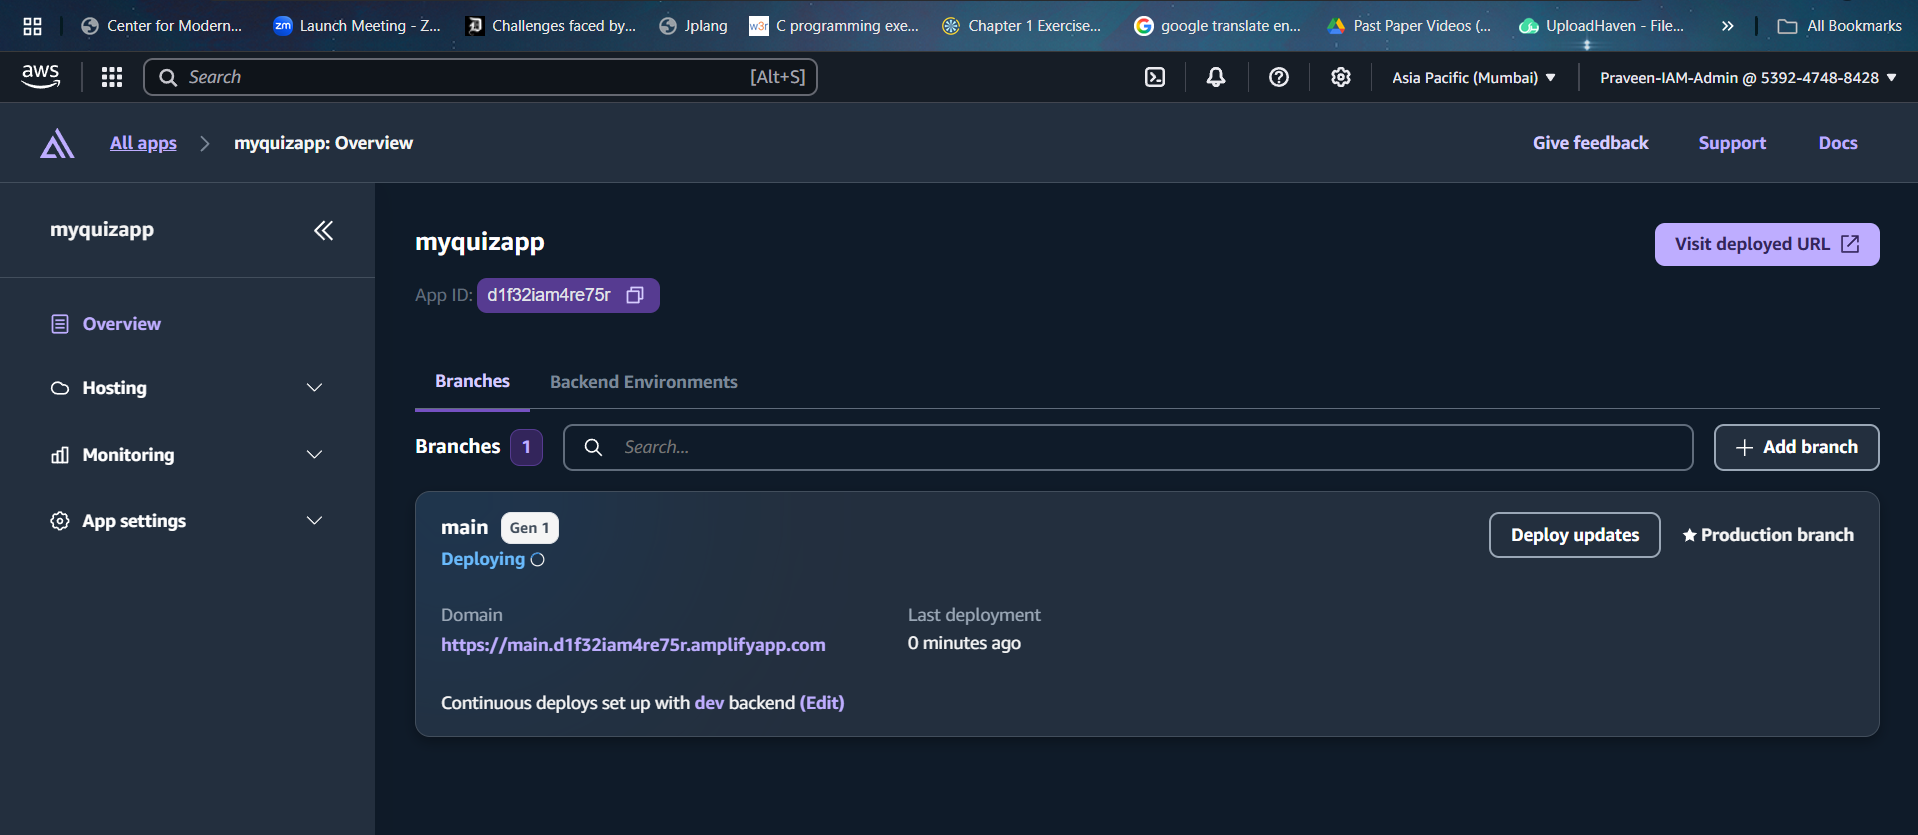 Center for Modern...
zm Launch Meeting - Z...
Challenges faced by...
Jplang
w3r C programming exe...
Chapter 1 Exercise...
google translate en...
Past Paper Videos (...
UploadHaven - File...
All Bookmarks
aws
Search [Alt+S]
Asia Pacific (Mumbai)
Praveen-IAM-Admin @ 5392-4748-8428
All apps
myquizapp: Overview
Give feedback
Support
Docs
myquizapp
Overview
Hosting
Monitoring
App settings
myquizapp
Visit deployed URL
App ID: d1f32iam4re75r
Branches
Backend Environments
Branches 1
Search...
Add branch
main Gen 1
Deploying
Deploy updates
Production branch
Domain
https://main.d1f32iam4re75r.amplifyapp.com
Last deployment
0 minutes ago
Continuous deploys set up with dev backend (Edit)